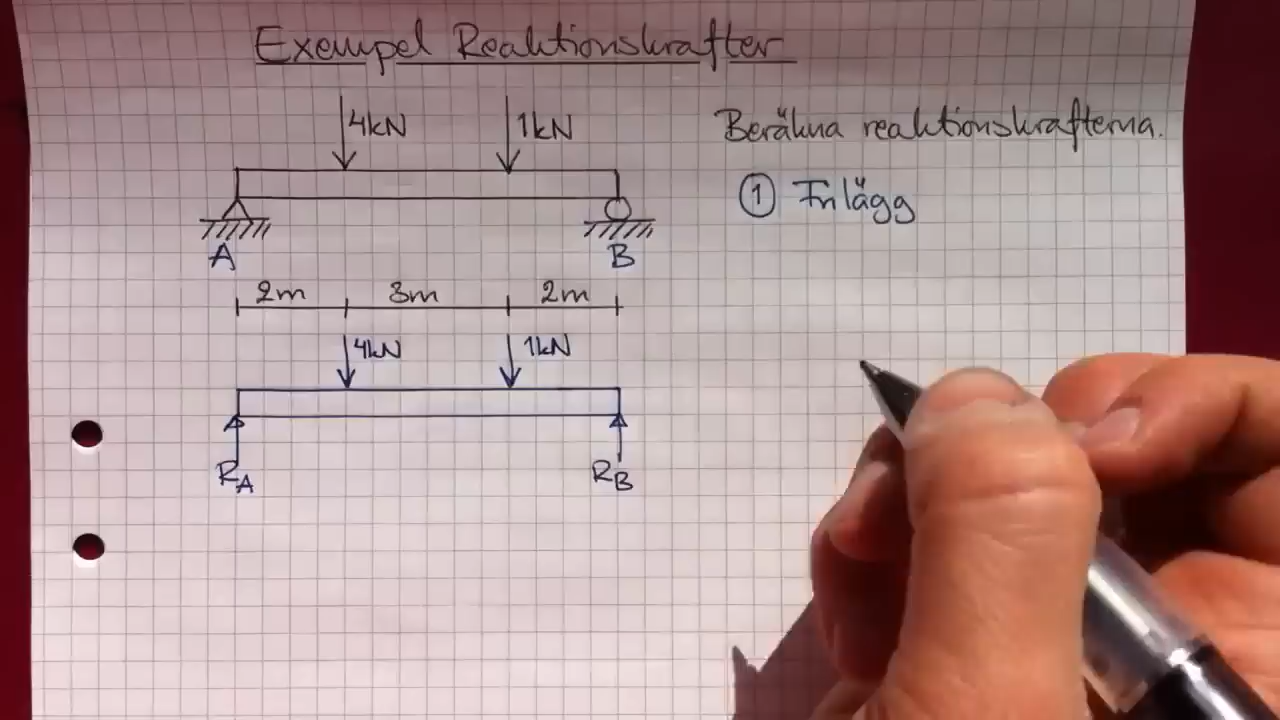 Exempel Reaktionskrafter
4kN 1kN
Beräkna reaktionskrafterna.
① Frilägg
A B
2m 3m 2m
4kN 1kN
RA RB